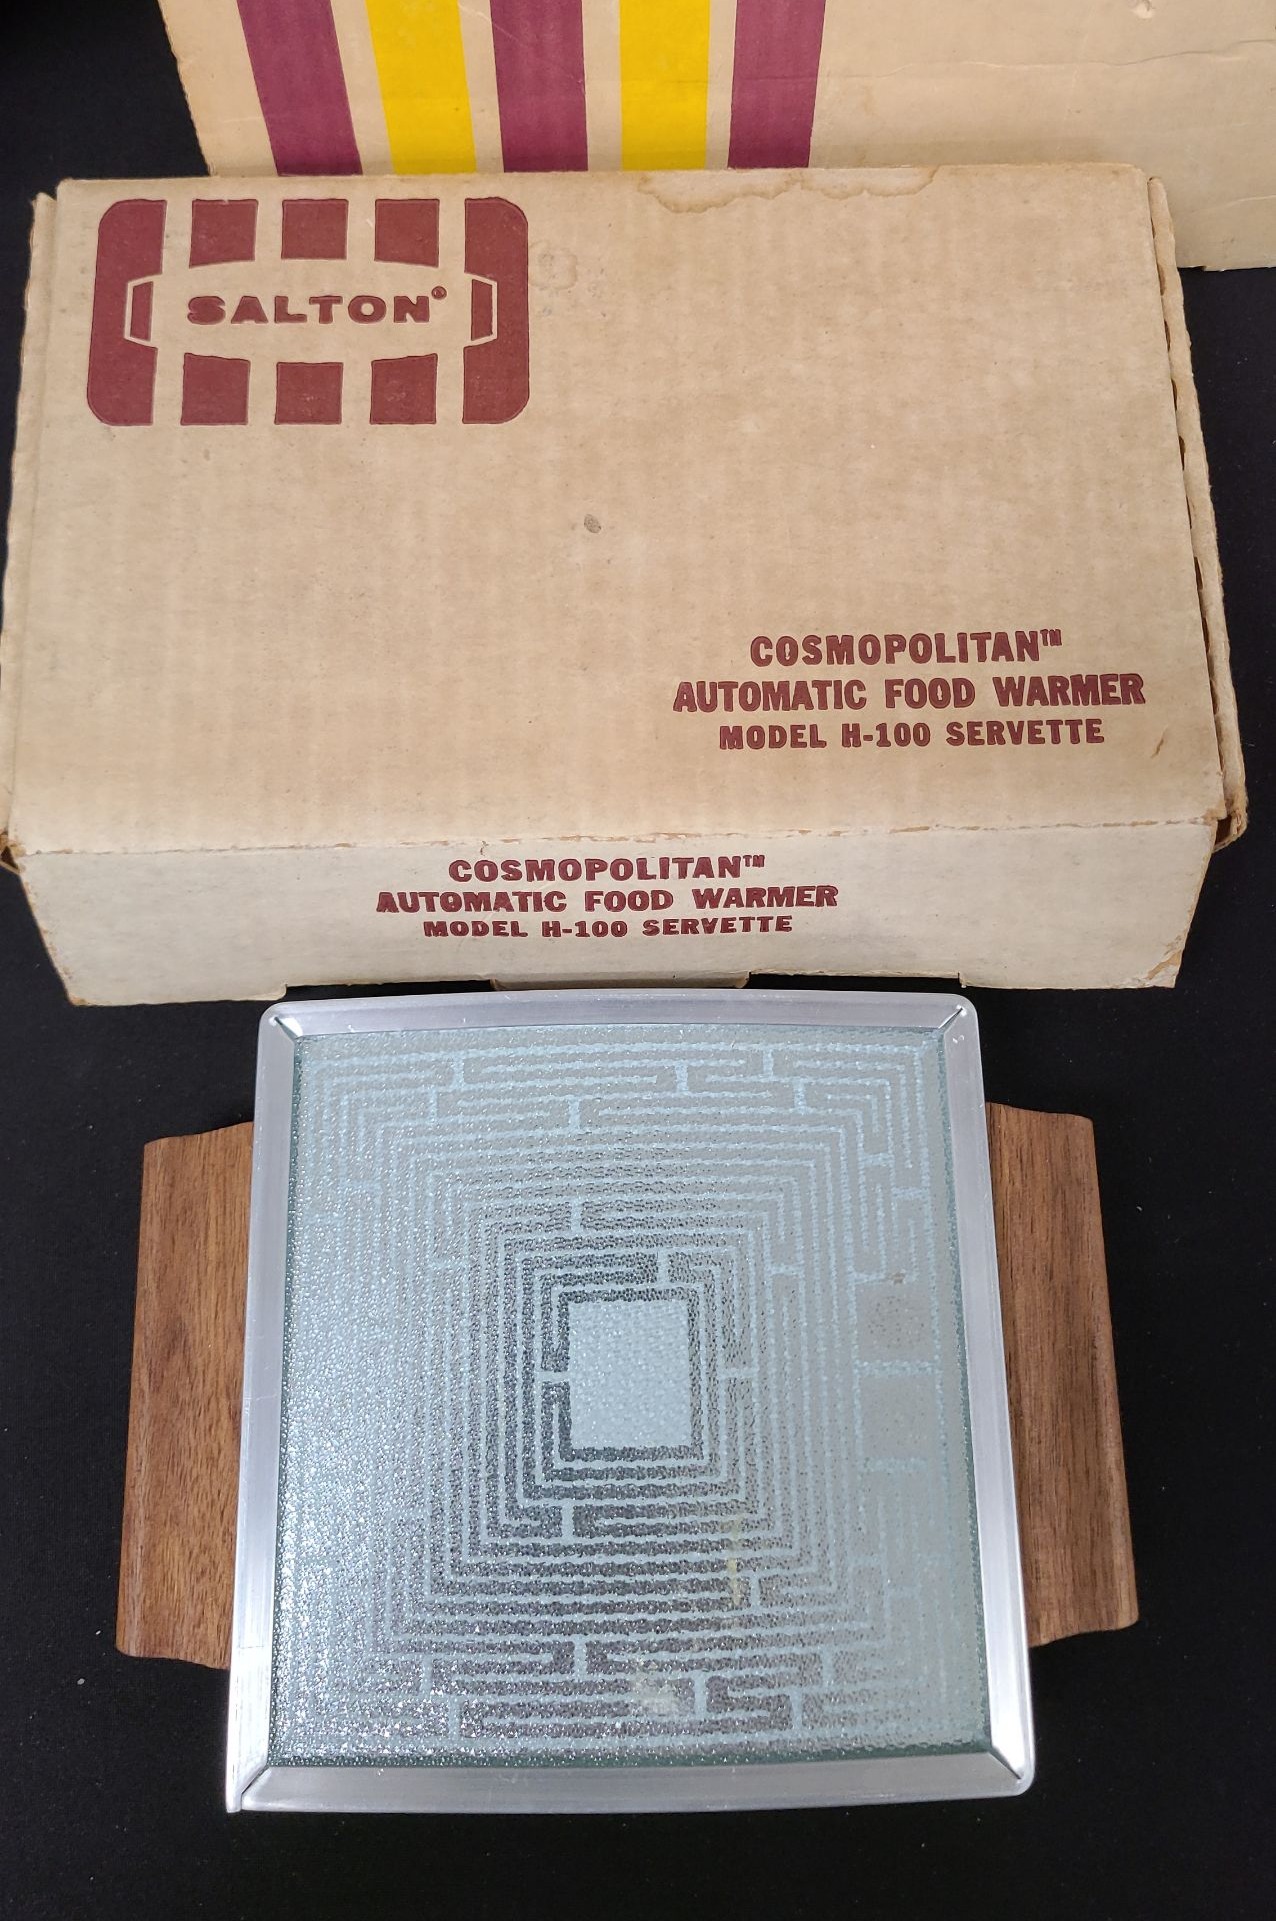 SALTON®
COSMOPOLITAN™
AUTOMATIC FOOD WARMER
MODEL H-100 SERVETTE
COSMOPOLITAN™
AUTOMATIC FOOD WARMER
MODEL H-100 SERVETTE